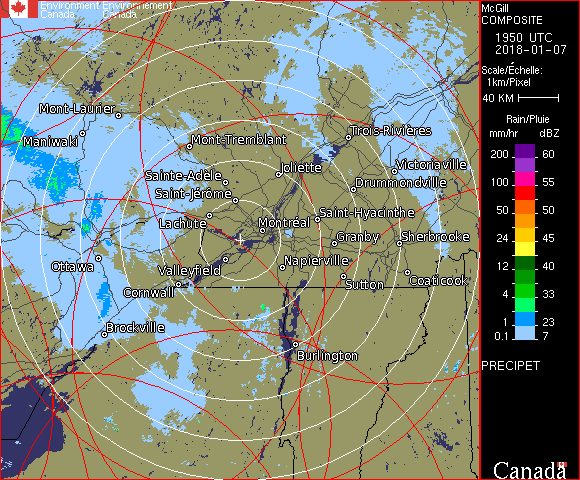 Environment Environnement
Canada Canada
McGill
COMPOSITE
1950 UTC
2018-01-07
Scale/Échelle:
1km/Pixel
40 KM
Rain/Pluie
mm/hr dBZ
200 60
100 55
50 50
24 45
12 40
4 33
1 23
0.1 7
PRECIPET
Canada
Mont-Laurier
Maniwaki
Mont-Tremblant
Trois-Rivières
Sainte-Adèle
Joliette
Victoriaville
Saint-Jérôme
Drummondville
Lachute
Montréal
Saint-Hyacinthe
Granby
Sherbrooke
Ottawa
Valleyfield
Napierville
Cornwall
Sutton
Coaticook
Brockville
Burlington